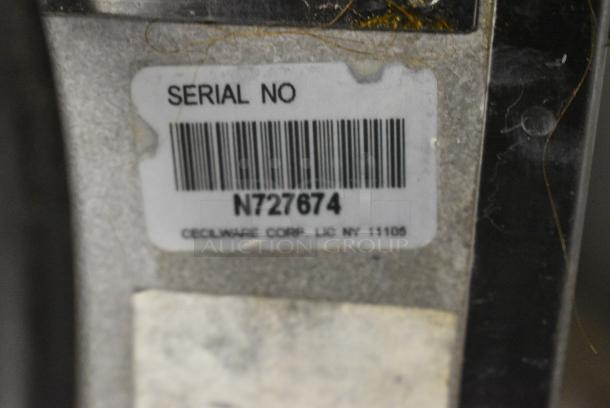 SERIAL NO
N727674
CECILWARE CORP. LIC NY 11105
AUCTION GROUP